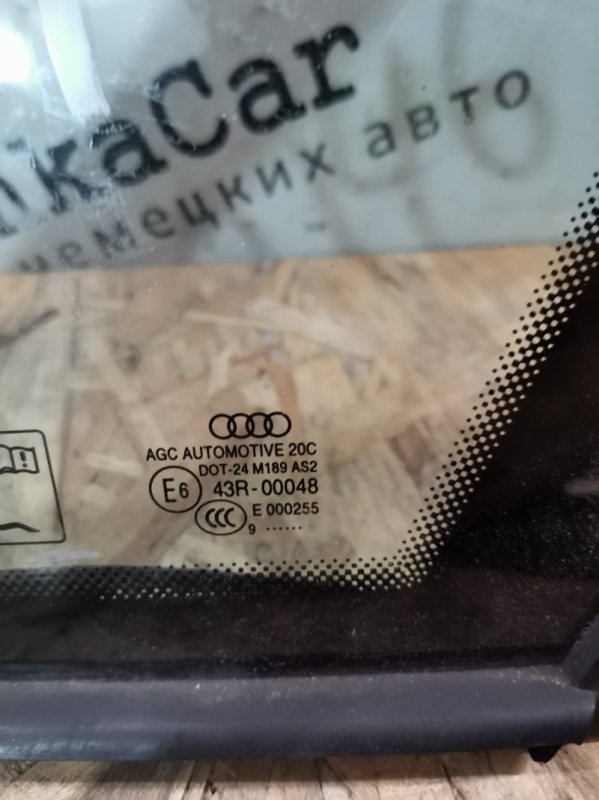 kaCar
немецких авто
AGC AUTOMOTIVE 20C
DOT-24 M189 AS2
E6 43R-00048
CCC E 000255
9 ......